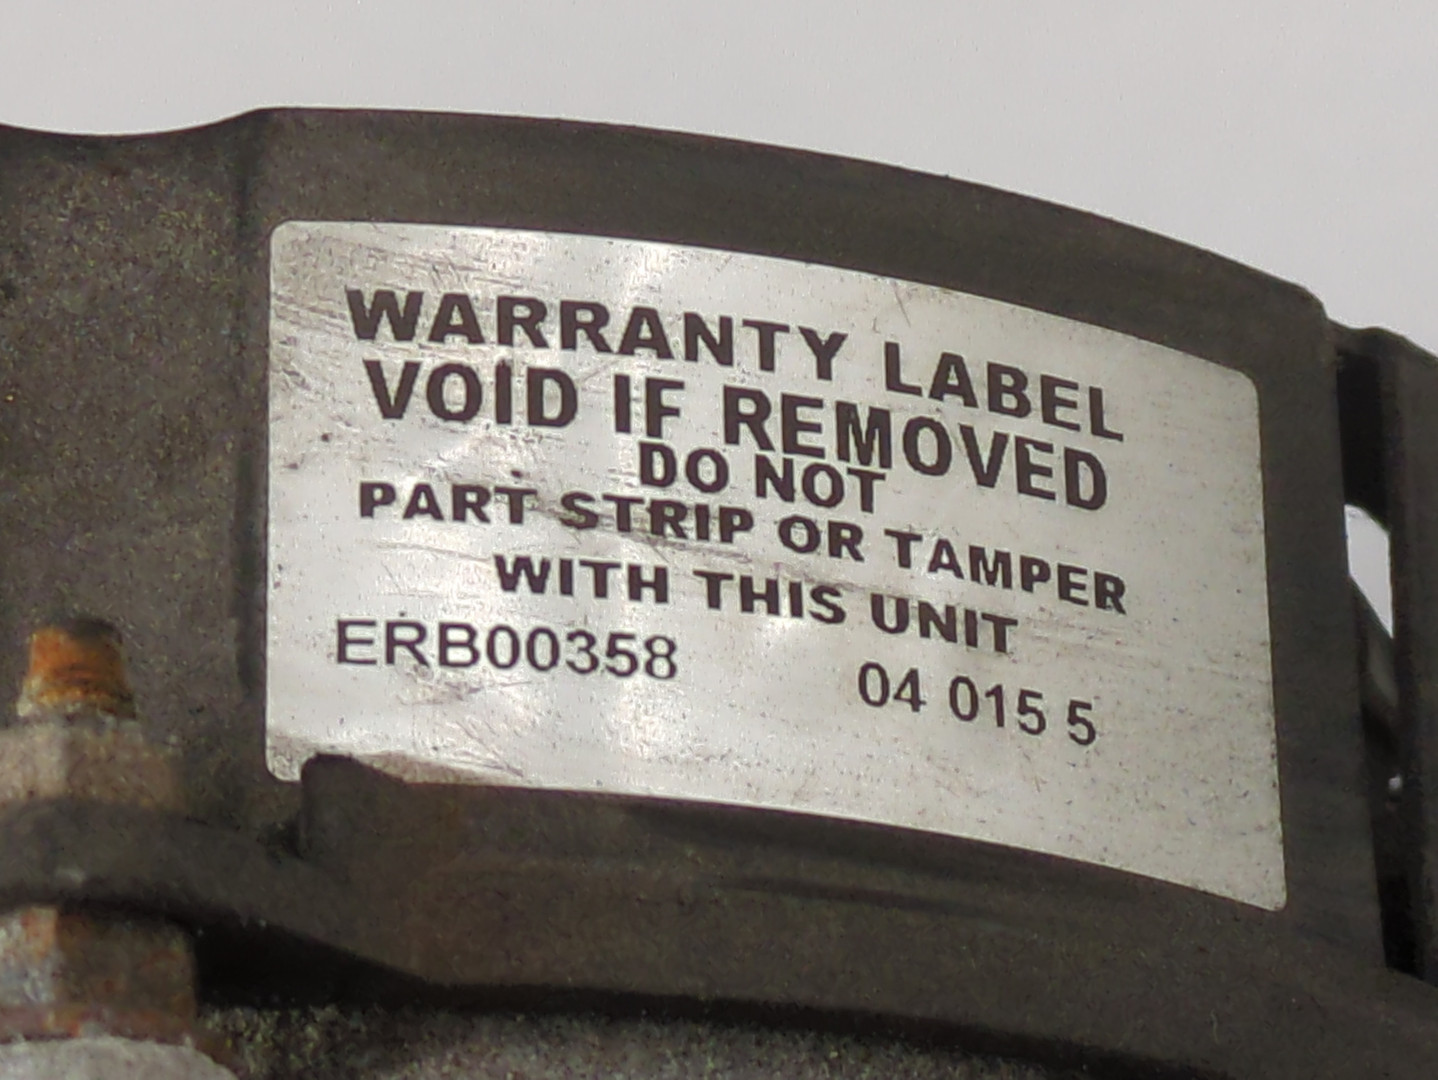 WARRANTY LABEL
VOID IF REMOVED
DO NOT
PART STRIP OR TAMPER
WITH THIS UNIT
ERB00358 04 015 5